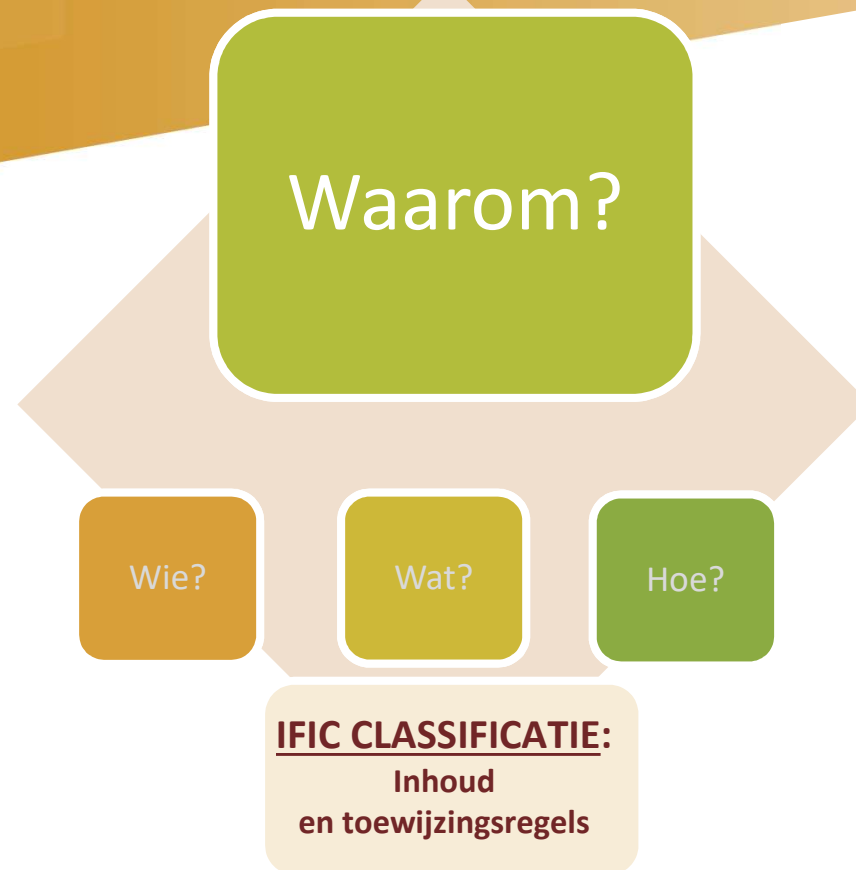 Waarom?
Wie?
Wat?
Hoe?
IFIC CLASSIFICATIE:
Inhoud
en toewijzingsregels